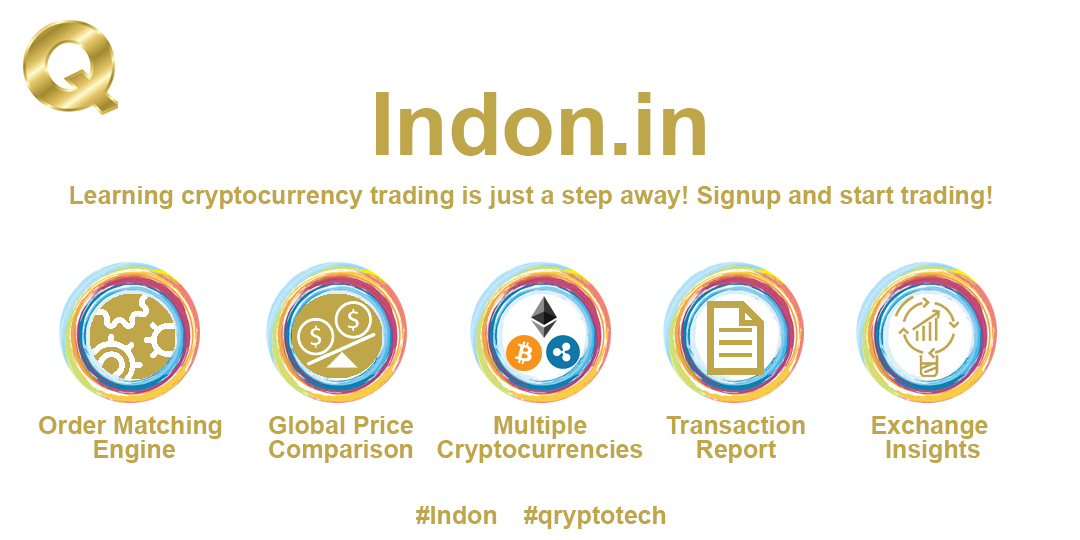 Q
Indon.in
Learning cryptocurrency trading is just a step away! Signup and start trading!
$ $
Order Matching
Engine
Global Price
Comparison
Multiple
Cryptocurrencies
Transaction
Report
Exchange
Insights
#Indon #qryptotech